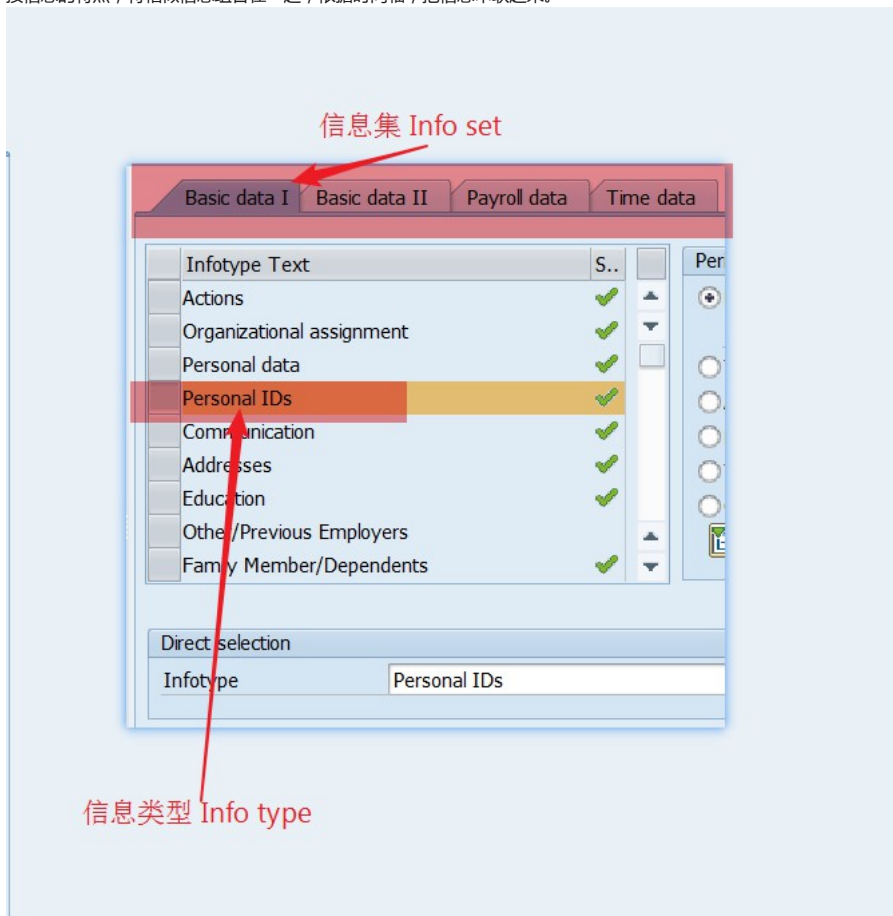 信息集 Info set
Basic data I Basic data II Payroll data Time data
Infotype Text S.. Per
Actions
Organizational assignment
Personal data
Personal IDs
Communication
Addresses
Education
Other/Previous Employers
Family Member/Dependents
Direct selection
Infotype Personal IDs
信息类型 Info type